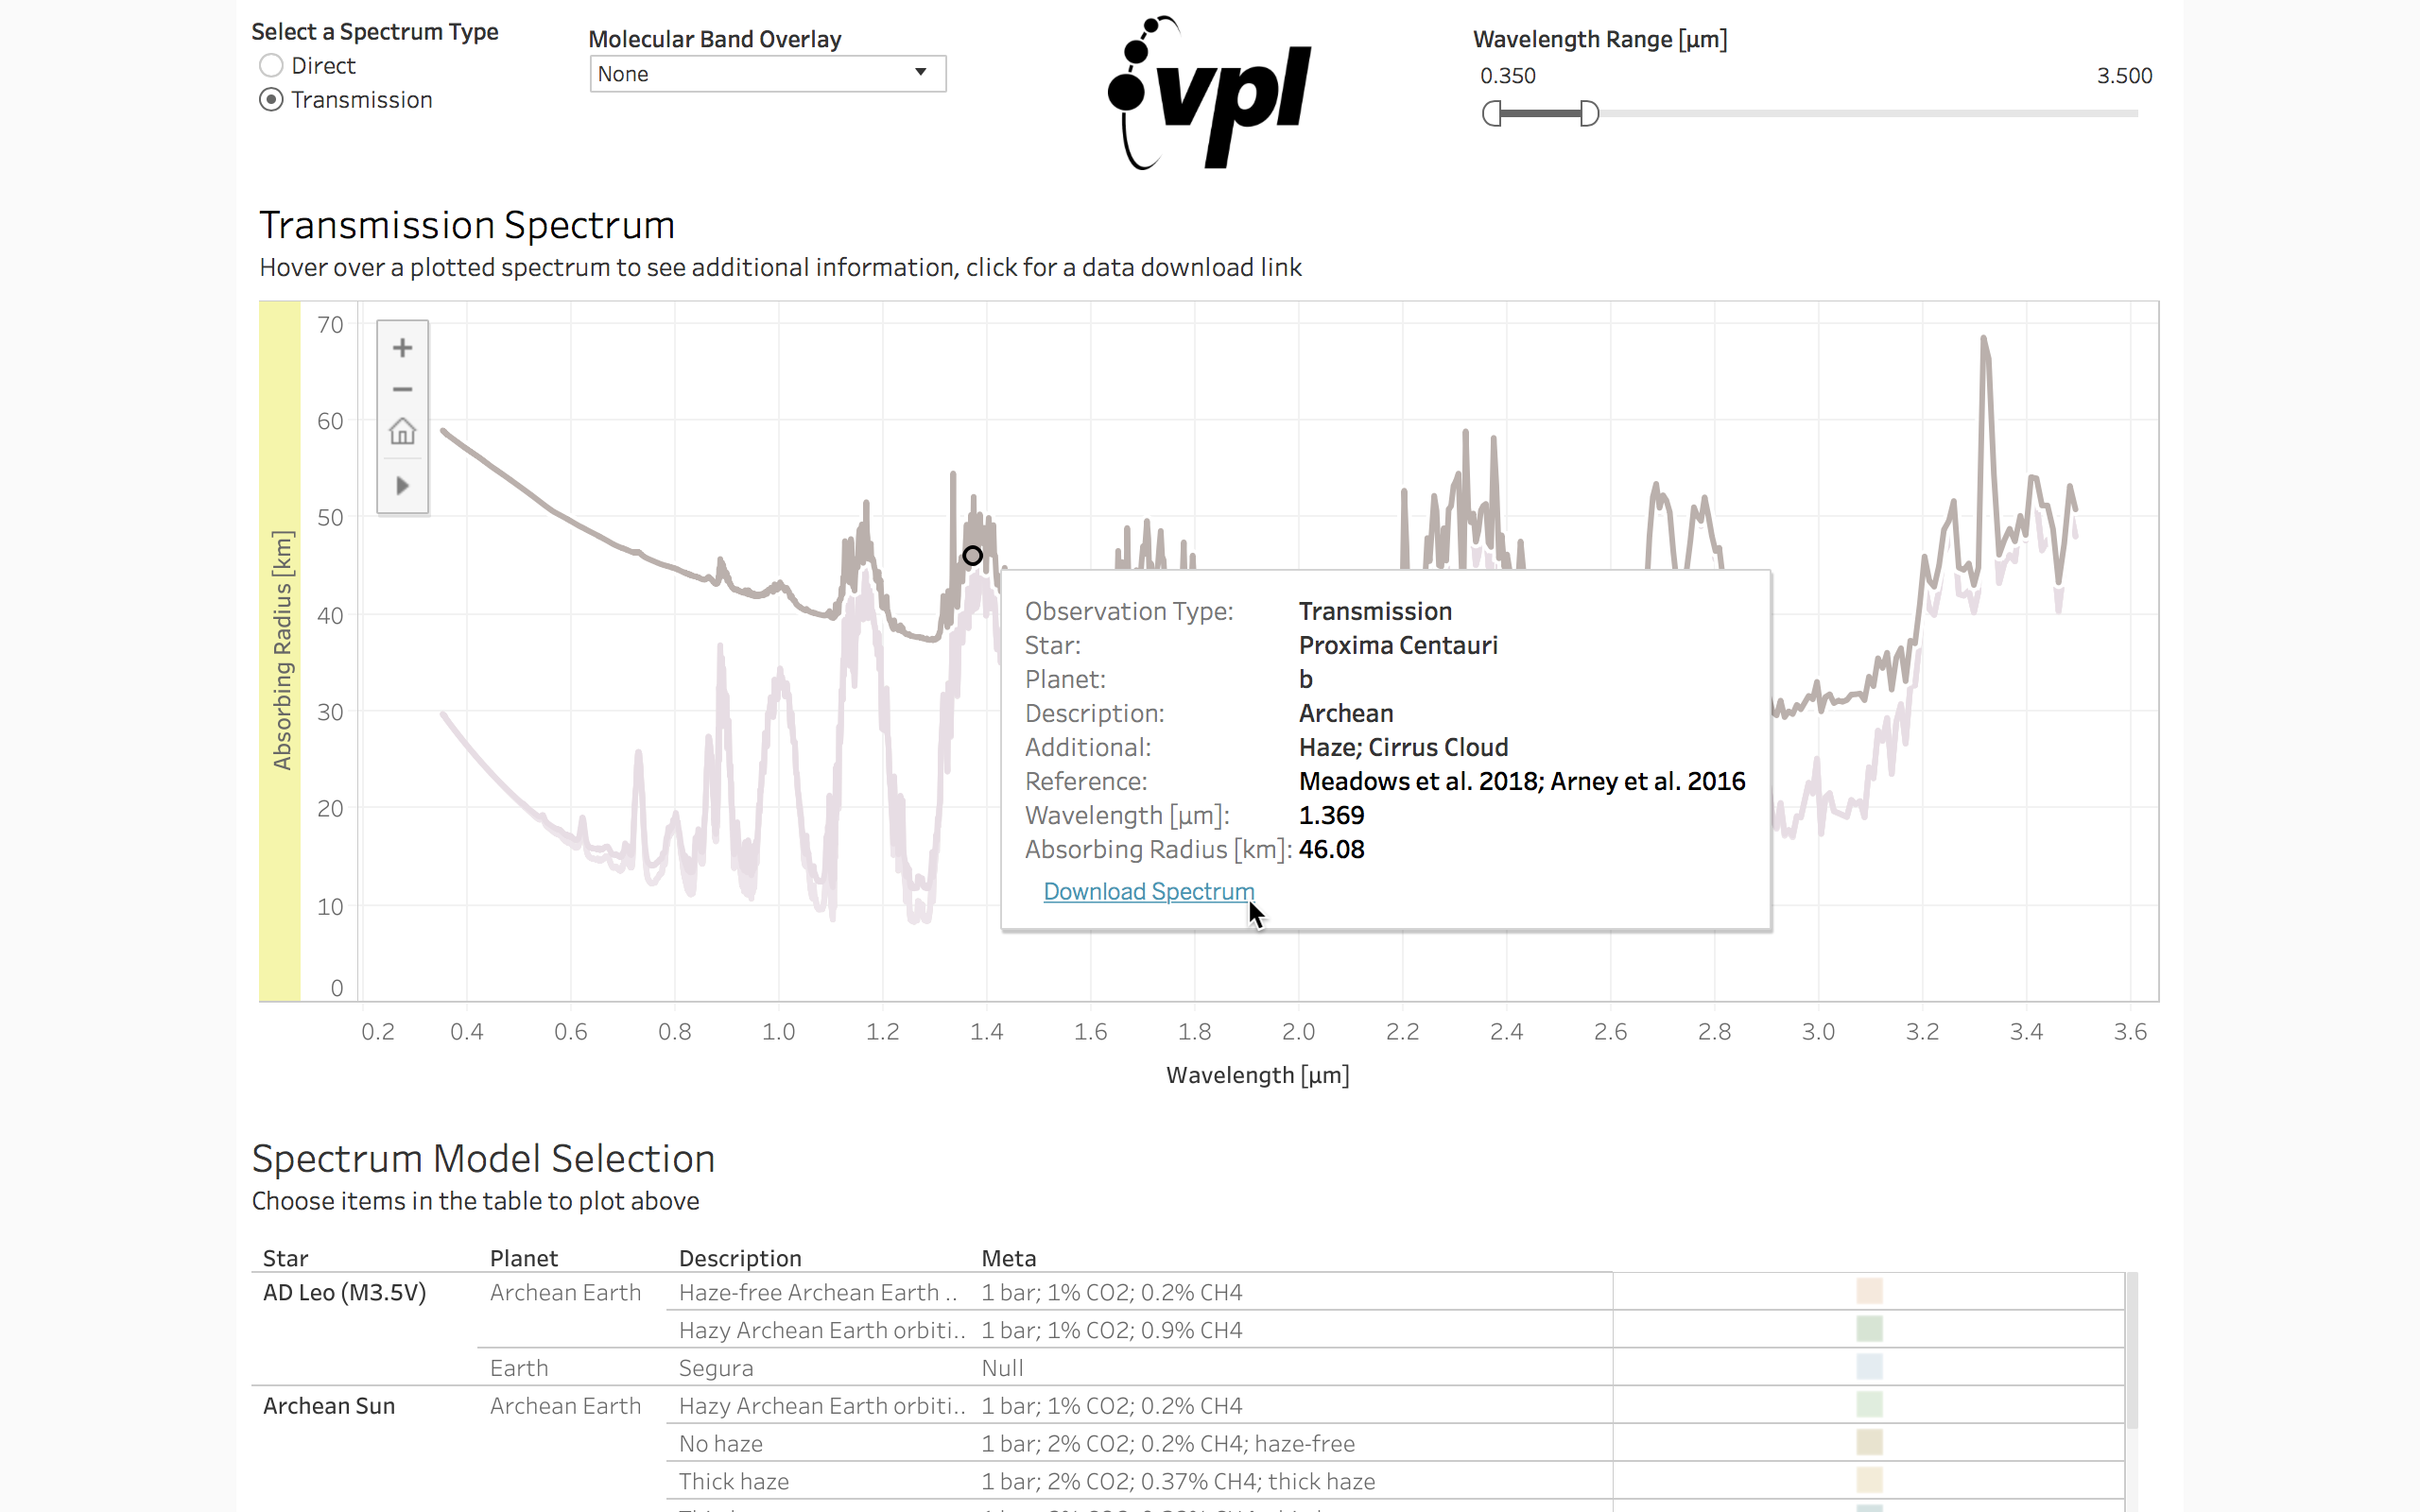 Select a Spectrum Type
Direct
Transmission
Molecular Band Overlay
None
vpl
Wavelength Range [µm]
0.350 3.500
Transmission Spectrum
Hover over a plotted spectrum to see additional information, click for a data download link
Absorbing Radius [km]
70
60
50
40
30
20
10
0
Observation Type: Transmission
Star: Proxima Centauri
Planet: b
Description: Archean
Additional: Haze; Cirrus Cloud
Reference: Meadows et al. 2018; Arney et al. 2016
Wavelength [µm]: 1.369
Absorbing Radius [km]: 46.08
Download Spectrum
0.2 0.4 0.6 0.8 1.0 1.2 1.4 1.6 1.8 2.0 2.2 2.4 2.6 2.8 3.0 3.2 3.4 3.6
Wavelength [µm]
Spectrum Model Selection
Choose items in the table to plot above
Star Planet Description Meta
AD Leo (M3.5V) Archean Earth Haze-free Archean Earth .. 1 bar; 1% CO2; 0.2% CH4
Hazy Archean Earth orbiti.. 1 bar; 1% CO2; 0.9% CH4
Earth Segura Null
Archean Sun Archean Earth Hazy Archean Earth orbiti.. 1 bar; 1% CO2; 0.2% CH4
No haze 1 bar; 2% CO2; 0.2% CH4; haze-free
Thick haze 1 bar; 2% CO2; 0.37% CH4; thick haze